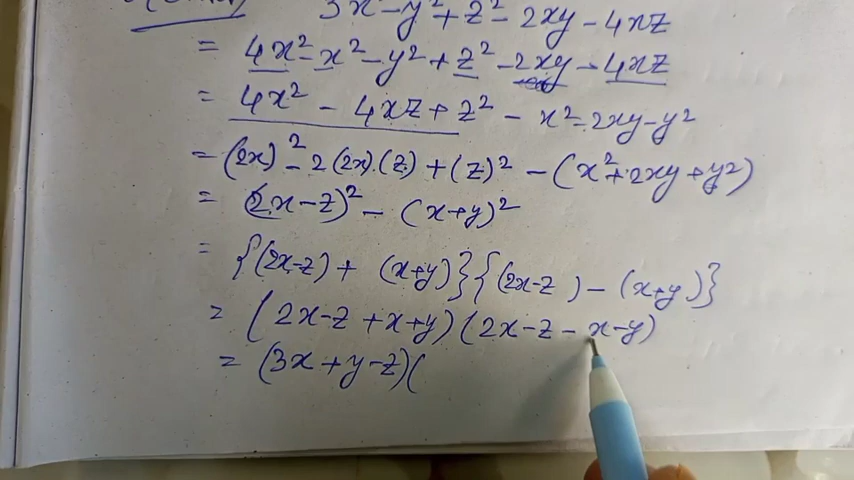 3x²-y²+z²-2xy-4xz
= 4x²-x²-y²+z²-2xy-4xz
= 4x²-4xz+z²-x²-2xy-y²
= (2x)²-2(2x).(z)+(z)²-(x²+2xy+y²)
= (2x-z)²-(x+y)²
= {(2x-z)+(x+y)}{(2x-z)-(x+y)}
= (2x-z+x+y)(2x-z-x-y)
= (3x+y-z)(